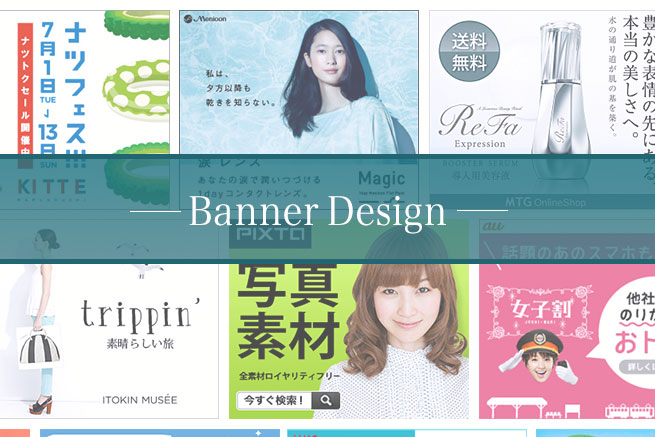 ナツフェス!!!
7月1日TUE
13日SUN
ナツトクセール開催中
KITTE
Menicon
私は、
夕方以降も
乾きを知らない。
涙 レンズ
あなたの涙で潤いつづける
1dayコンタクトレンズ。
Magic
送料
無料
ReFa
Expression
BOOSTER SERUM
導入用美容液
豊かな表情の先にある
本当の美しさへ。
水の通り道が肌の基を築く。
ReFa
MTG OnlineShop
Banner Design
trippin'
素晴らしい旅
ITOKIN MUSÉE
PIXTA
写真
素材
全素材ロイヤリティフリー
今すぐ検索!
au
話題のあのスマホも
女子割
他社
のりか
おト
詳しく